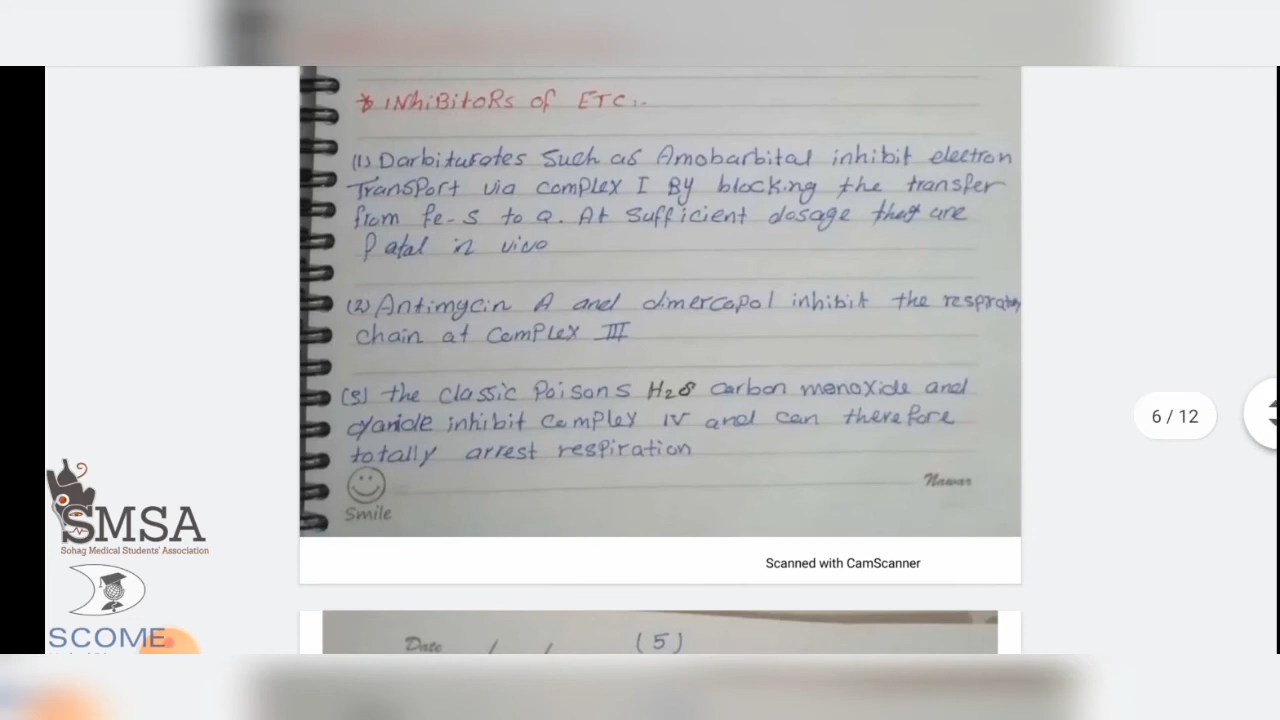 * INhiBitoRs of ETC:-
(1) Darbiturates Such as Amobarbital inhibit electron
Transport via complex I By blocking the transfer
from fe-S to Q. At Sufficient dosage they are
fatal in vivo
(2) Antimycin A and dimercapol inhibit the respiratory
chain at complex III
(3) the classic Poisons H2S carbon monoxide and
cyanide inhibit complex IV and can therefore
totally arrest respiration
Smile
Nawar
Scanned with CamScanner
6 / 12
SMSA
Sohag Medical Students' Association
SCOME
Date / / (5)